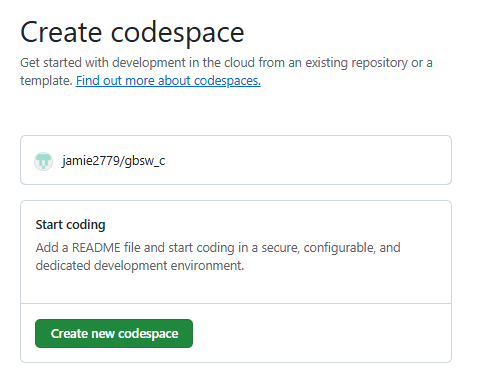 Create codespace
Get started with development in the cloud from an existing repository or a
template. Find out more about codespaces.
jamie2779/gbsw_c
Start coding
Add a README file and start coding in a secure, configurable, and
dedicated development environment.
Create new codespace